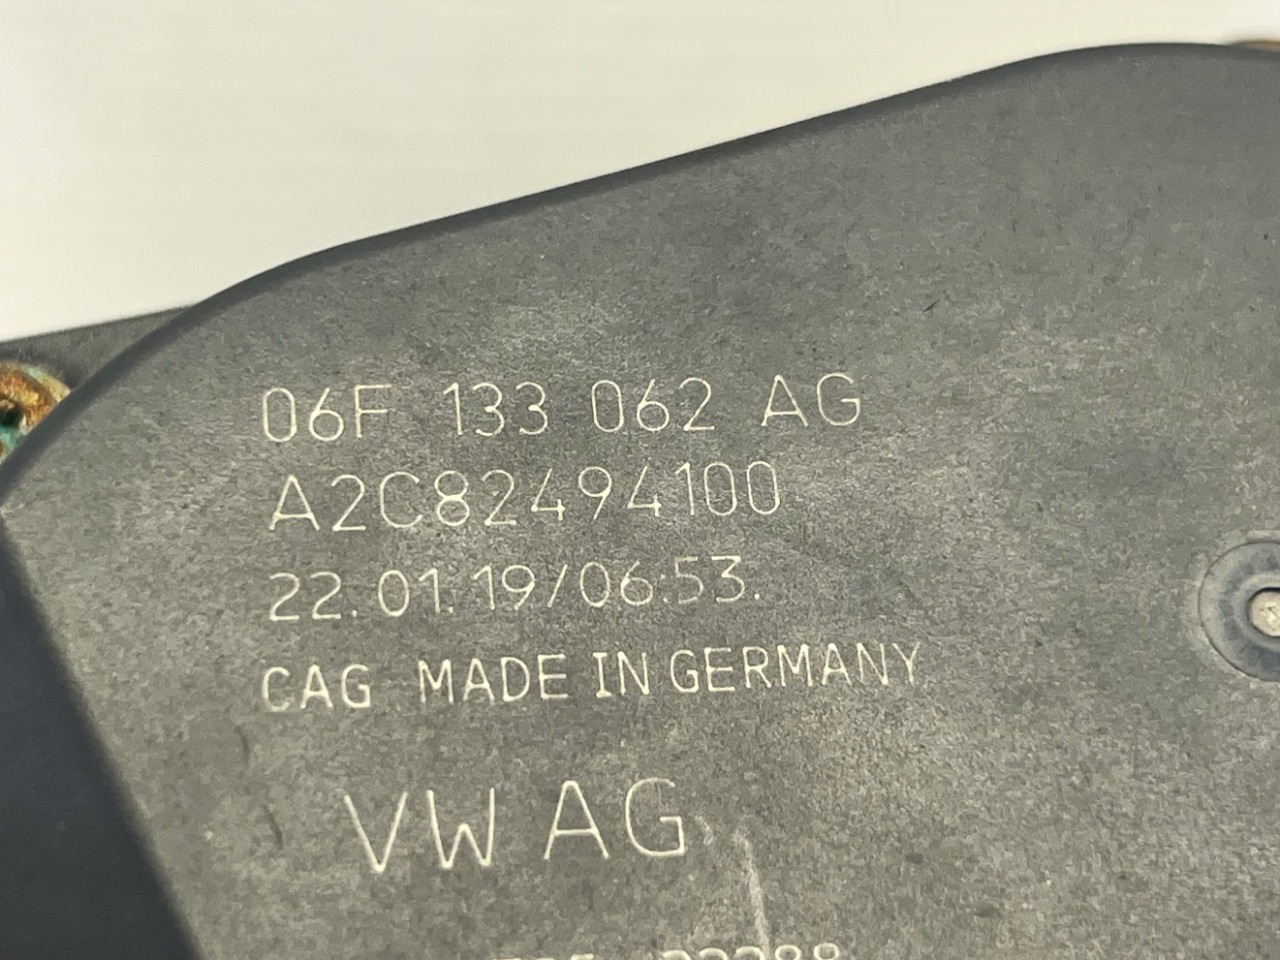 06F 133 062 AG
A2C82494100
22.01.19/06:53.
CAG MADE IN GERMANY
VW AG